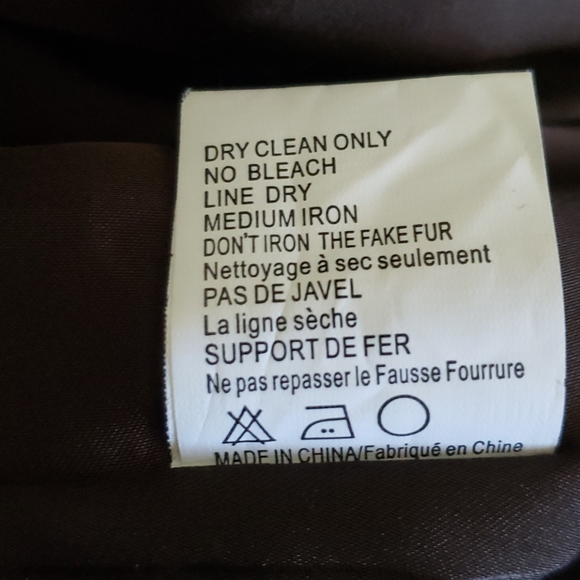 DRY CLEAN ONLY
NO BLEACH
LINE DRY
MEDIUM IRON
DON'T IRON THE FAKE FUR
Nettoyage à sec seulement
PAS DE JAVEL
La ligne sèche
SUPPORT DE FER
Ne pas repasser le Fausse Fourrure
MADE IN CHINA/Fabriqué en Chine